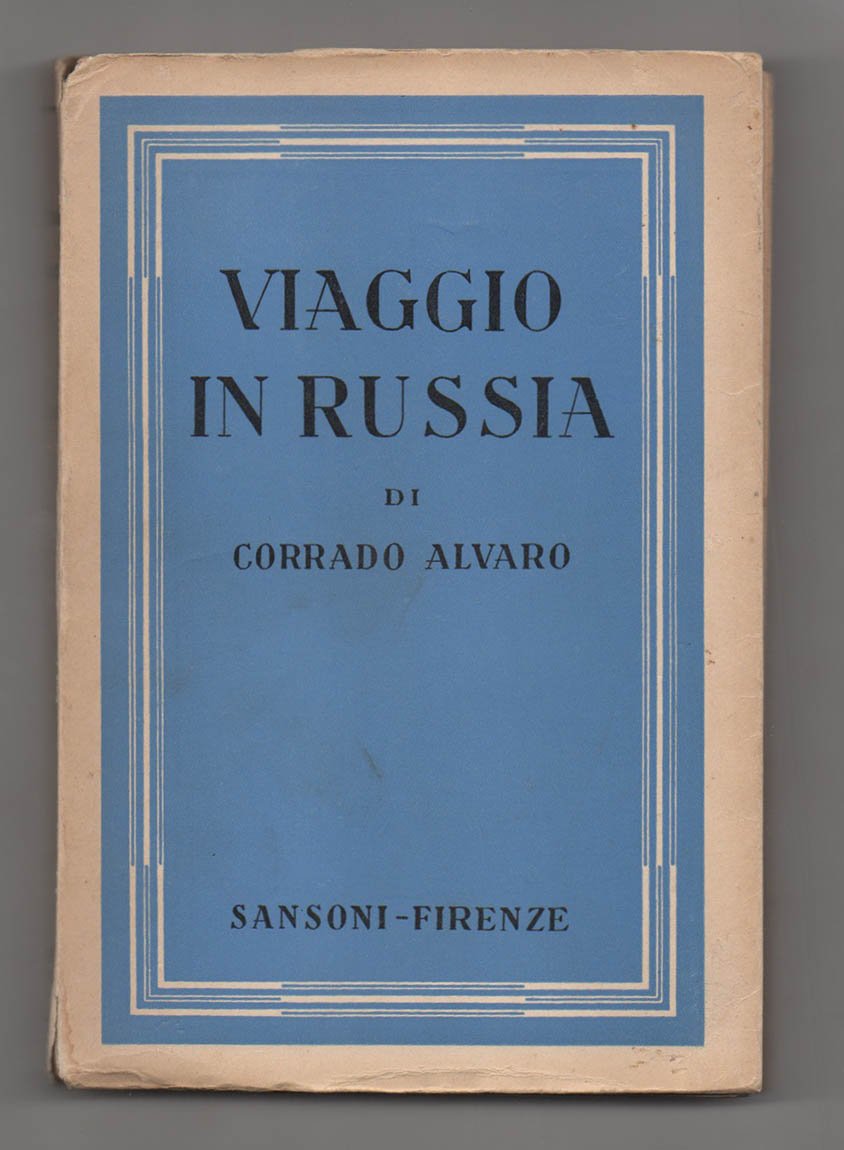 VIAGGIO
IN RUSSIA
DI
CORRADO ALVARO
SANSONI-FIRENZE